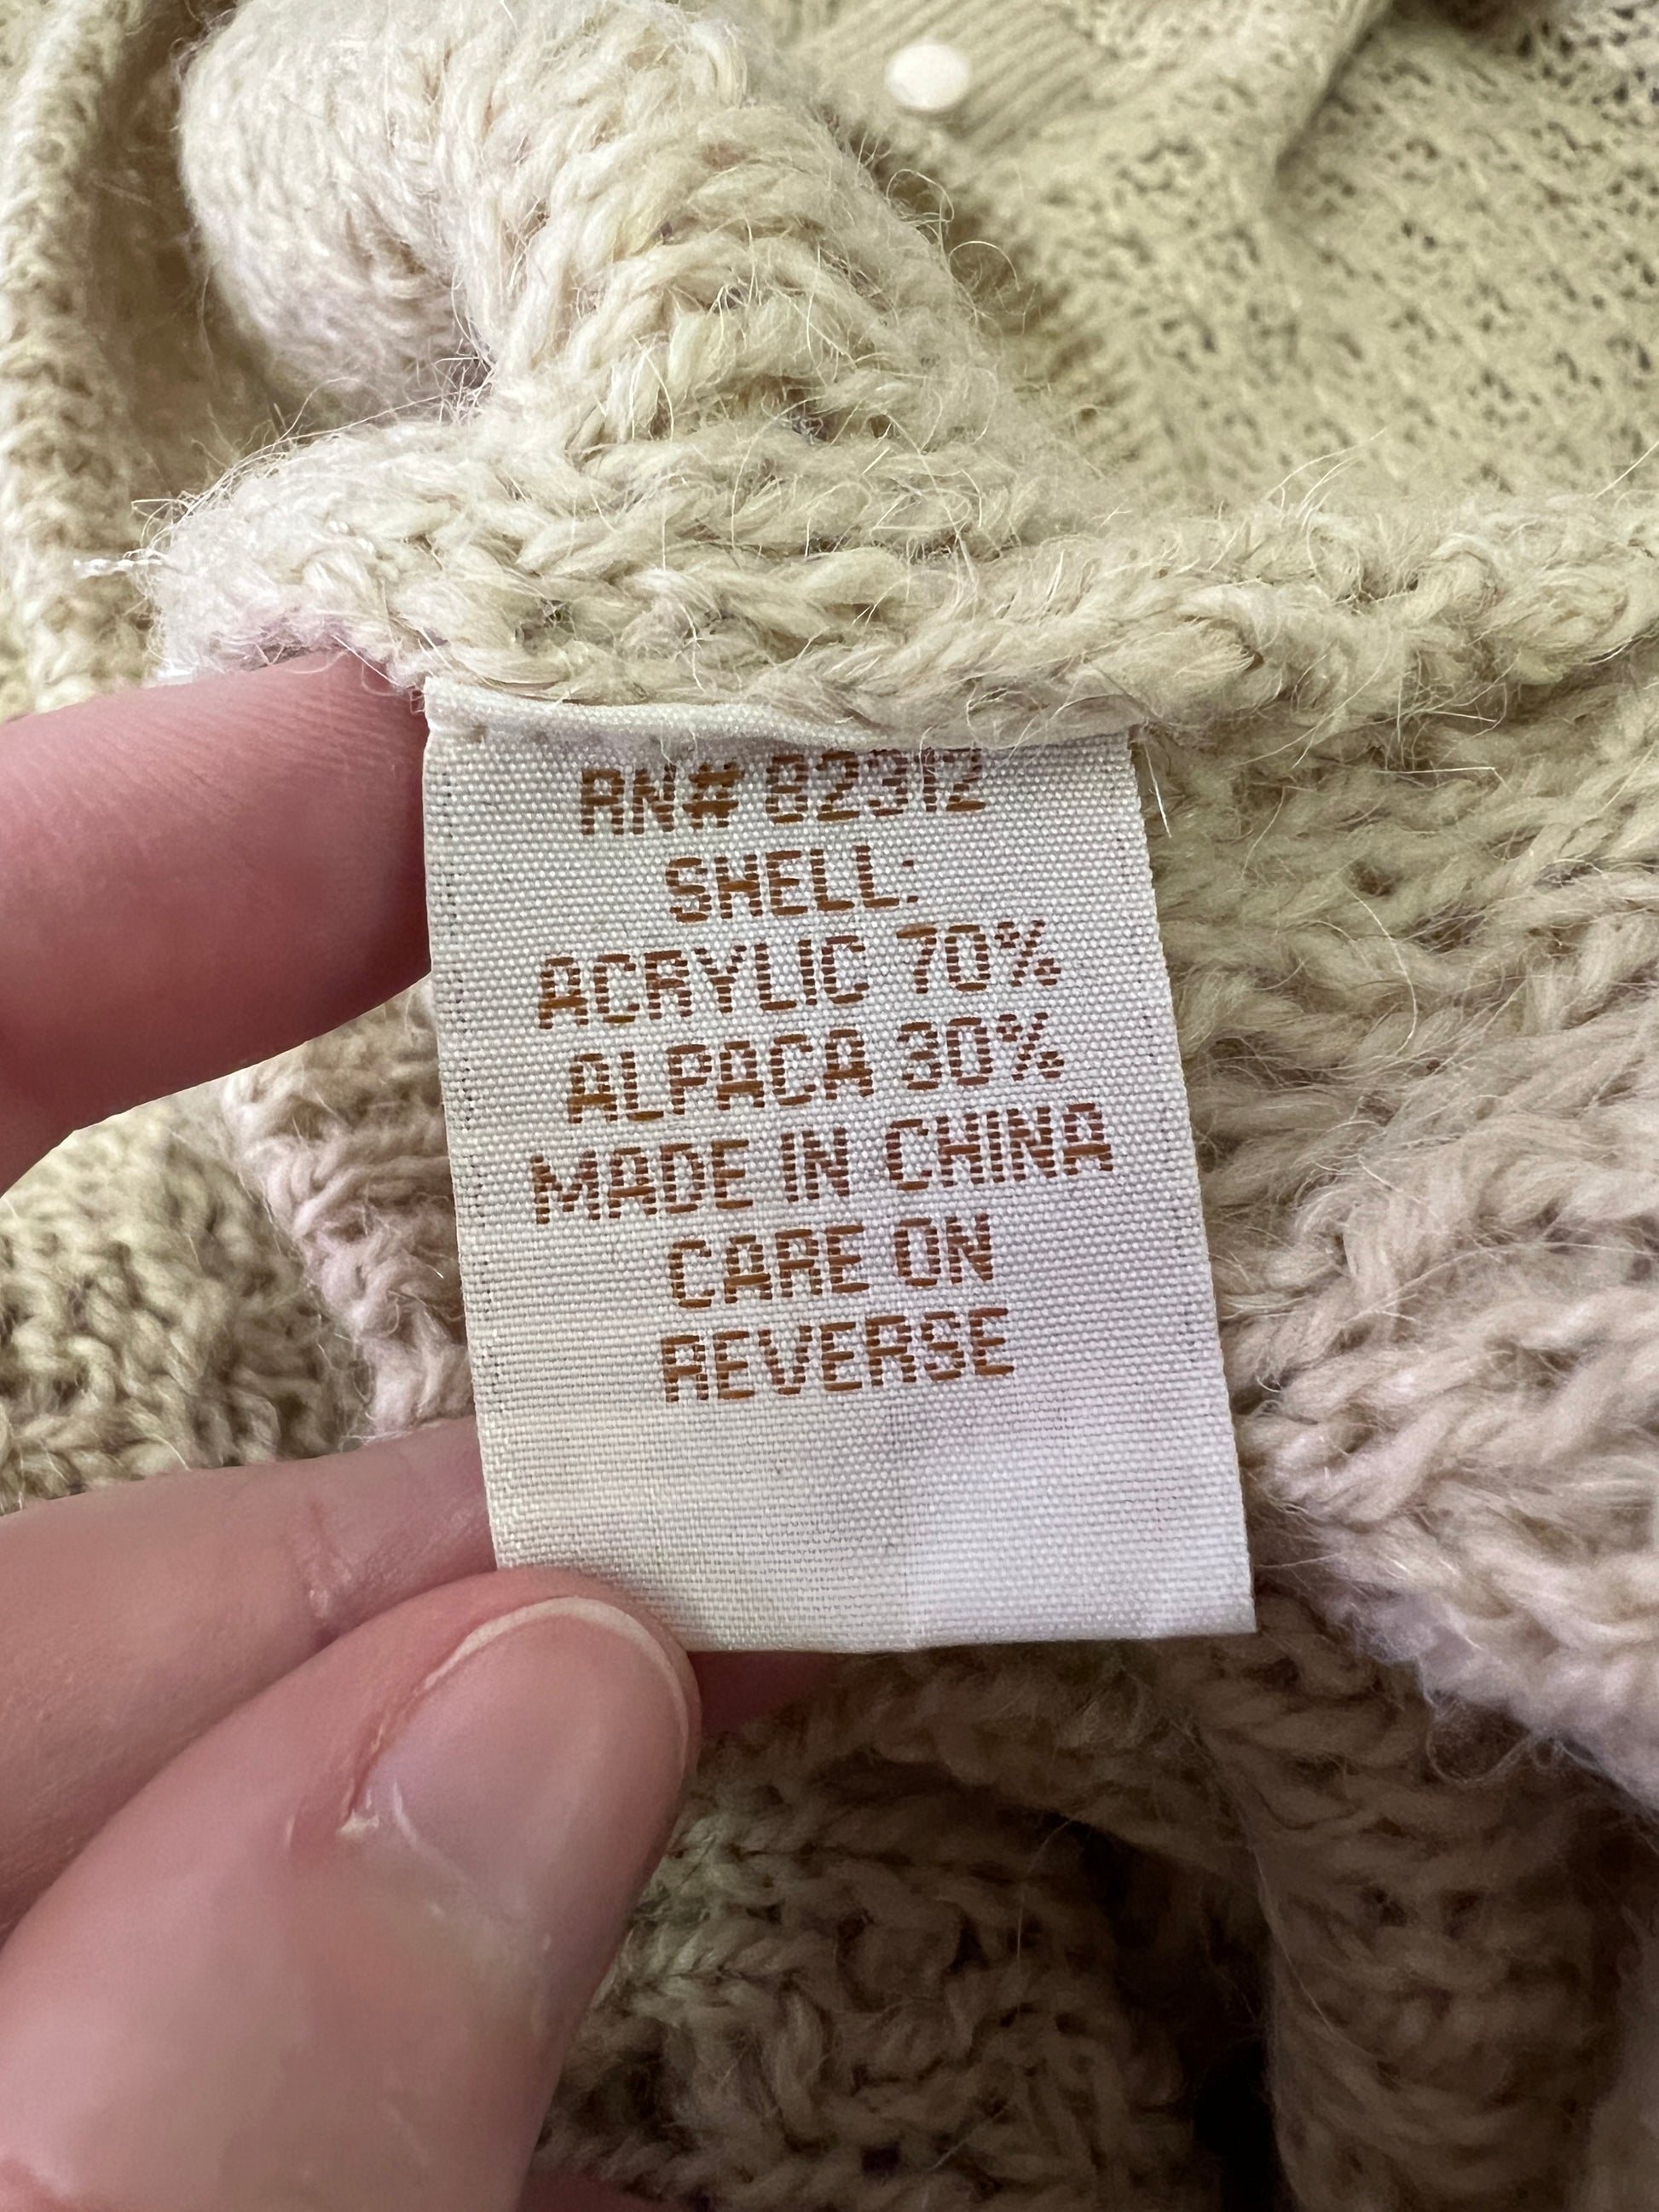 RN# 82312
SHELL:
ACRYLIC 70%
ALPACA 30%
MADE IN CHINA
CARE ON
REVERSE